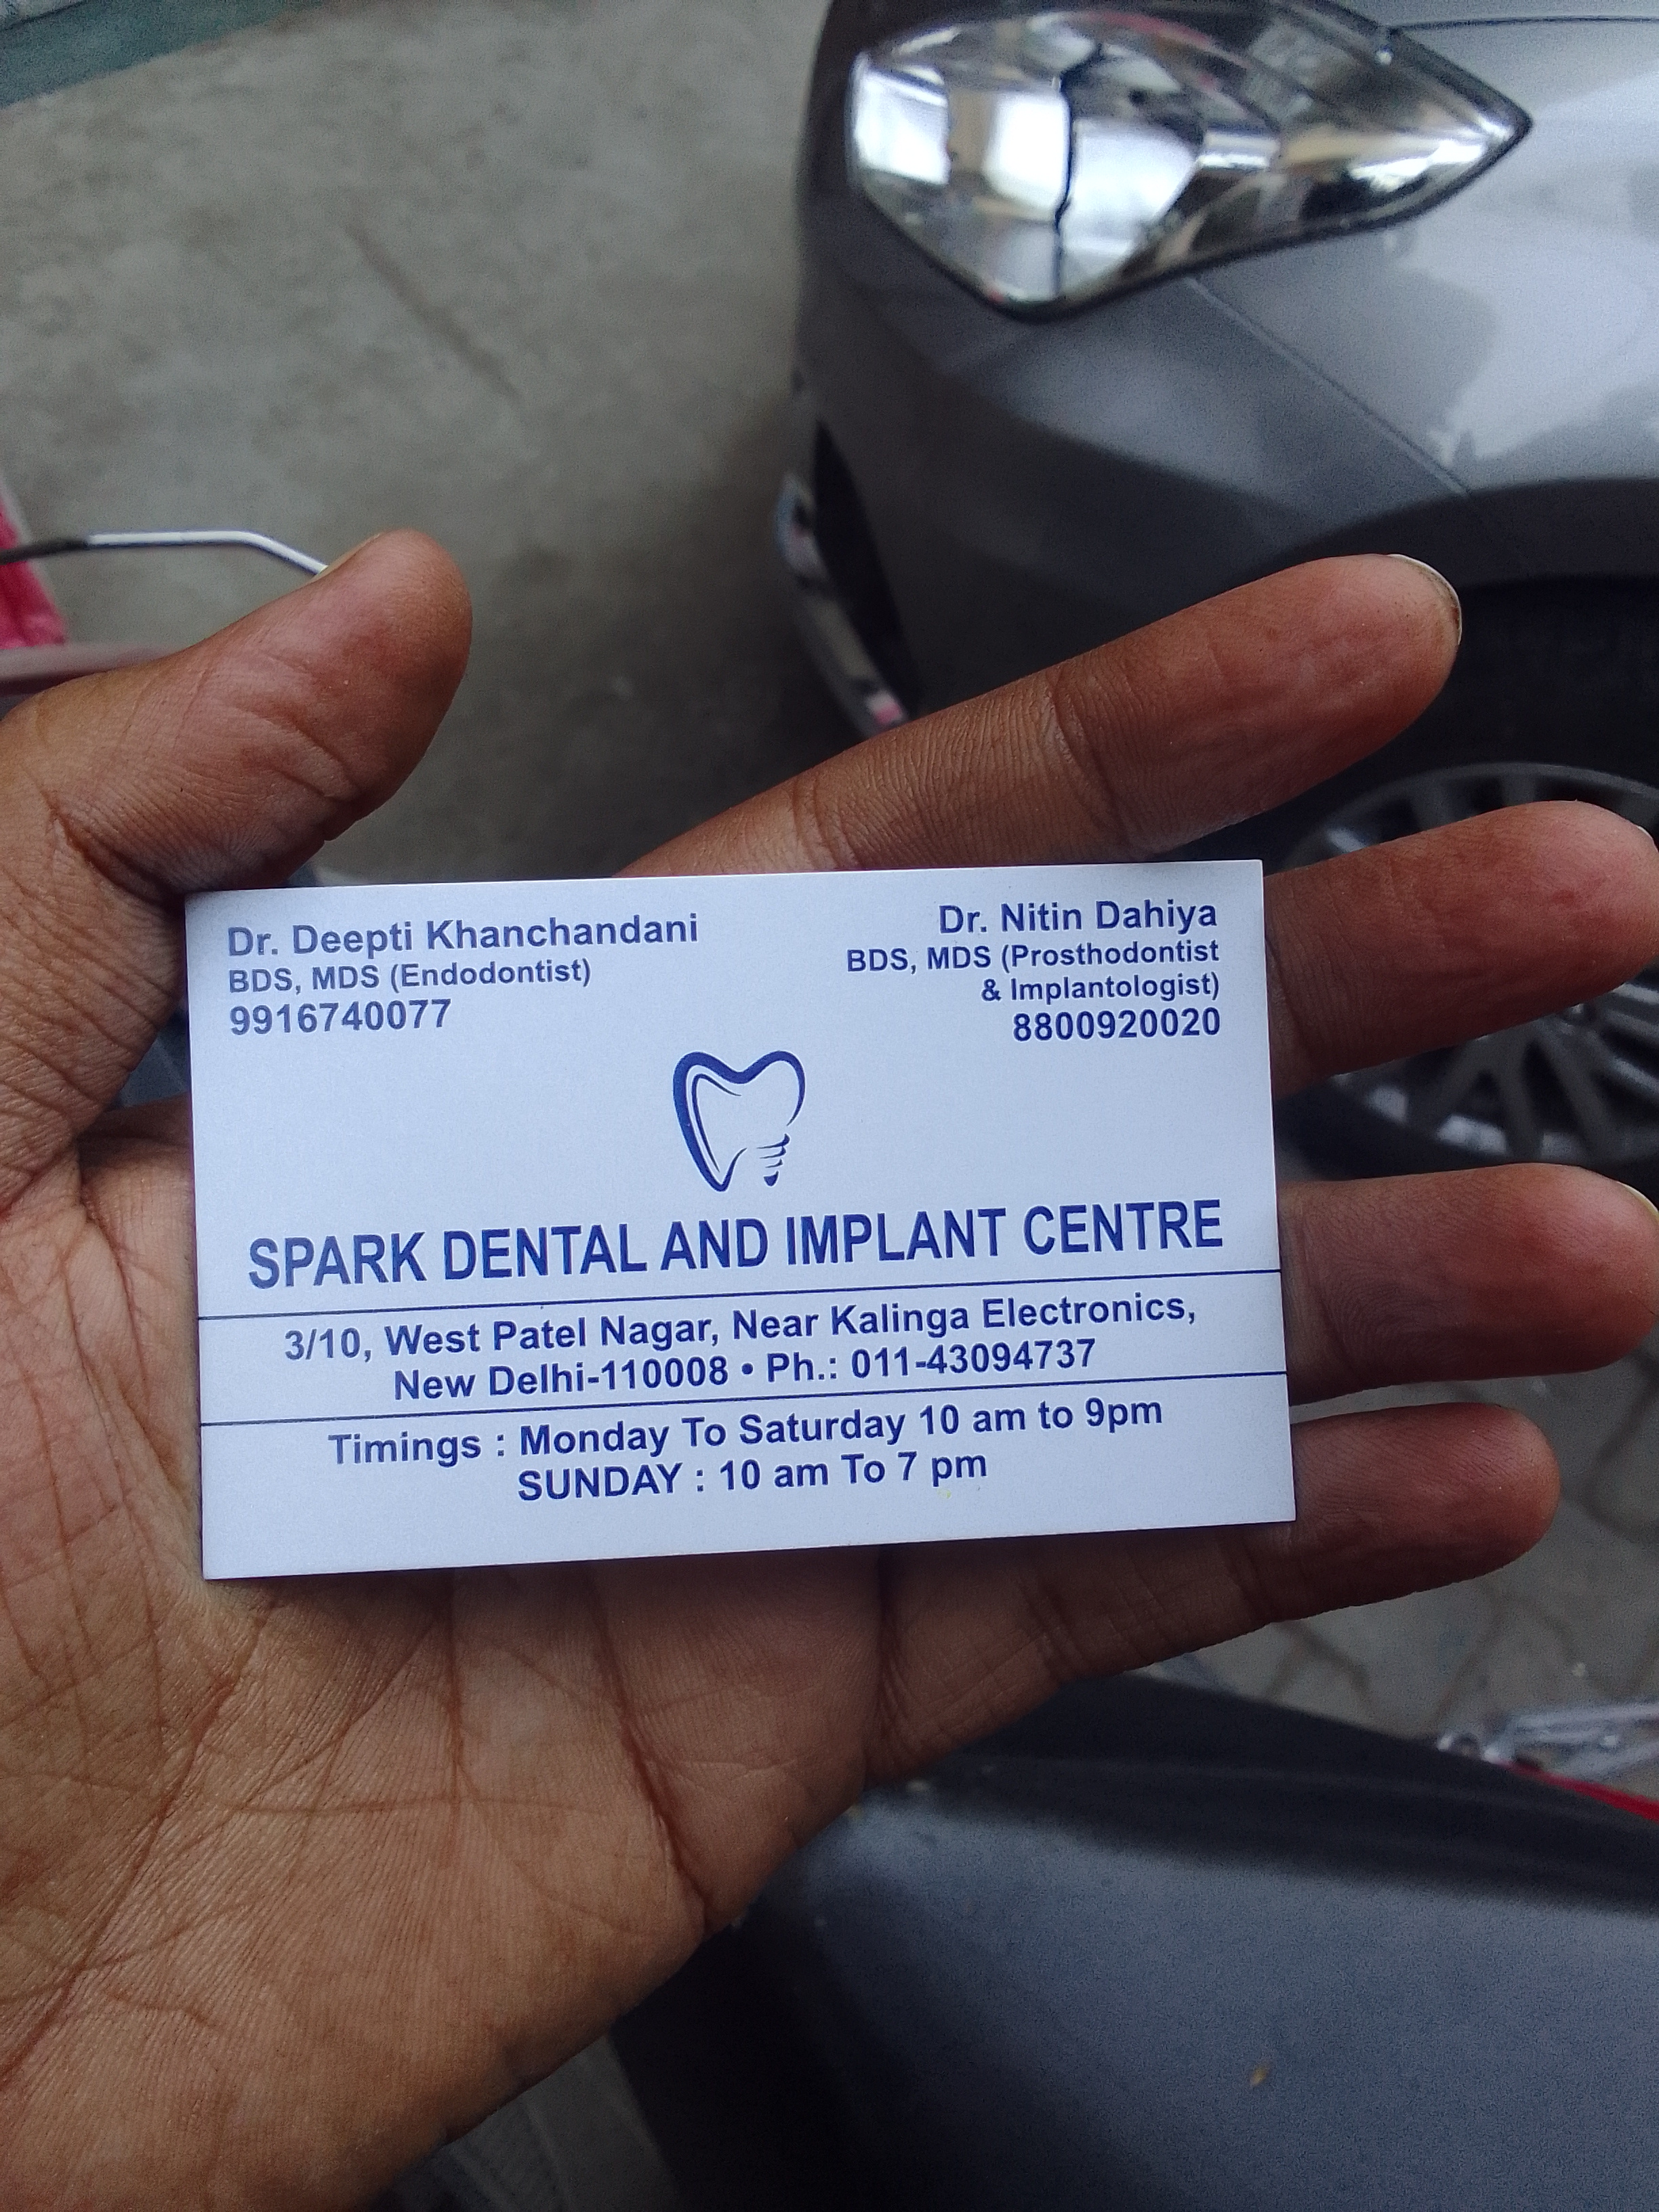 Dr. Deepti Khanchandani
BDS, MDS (Endodontist)
9916740077
Dr. Nitin Dahiya
BDS, MDS (Prosthodontist
& Implantologist)
8800920020
SPARK DENTAL AND IMPLANT CENTRE
3/10, West Patel Nagar, Near Kalinga Electronics,
New Delhi-110008 • Ph.: 011-43094737
Timings : Monday To Saturday 10 am to 9pm
SUNDAY : 10 am To 7 pm